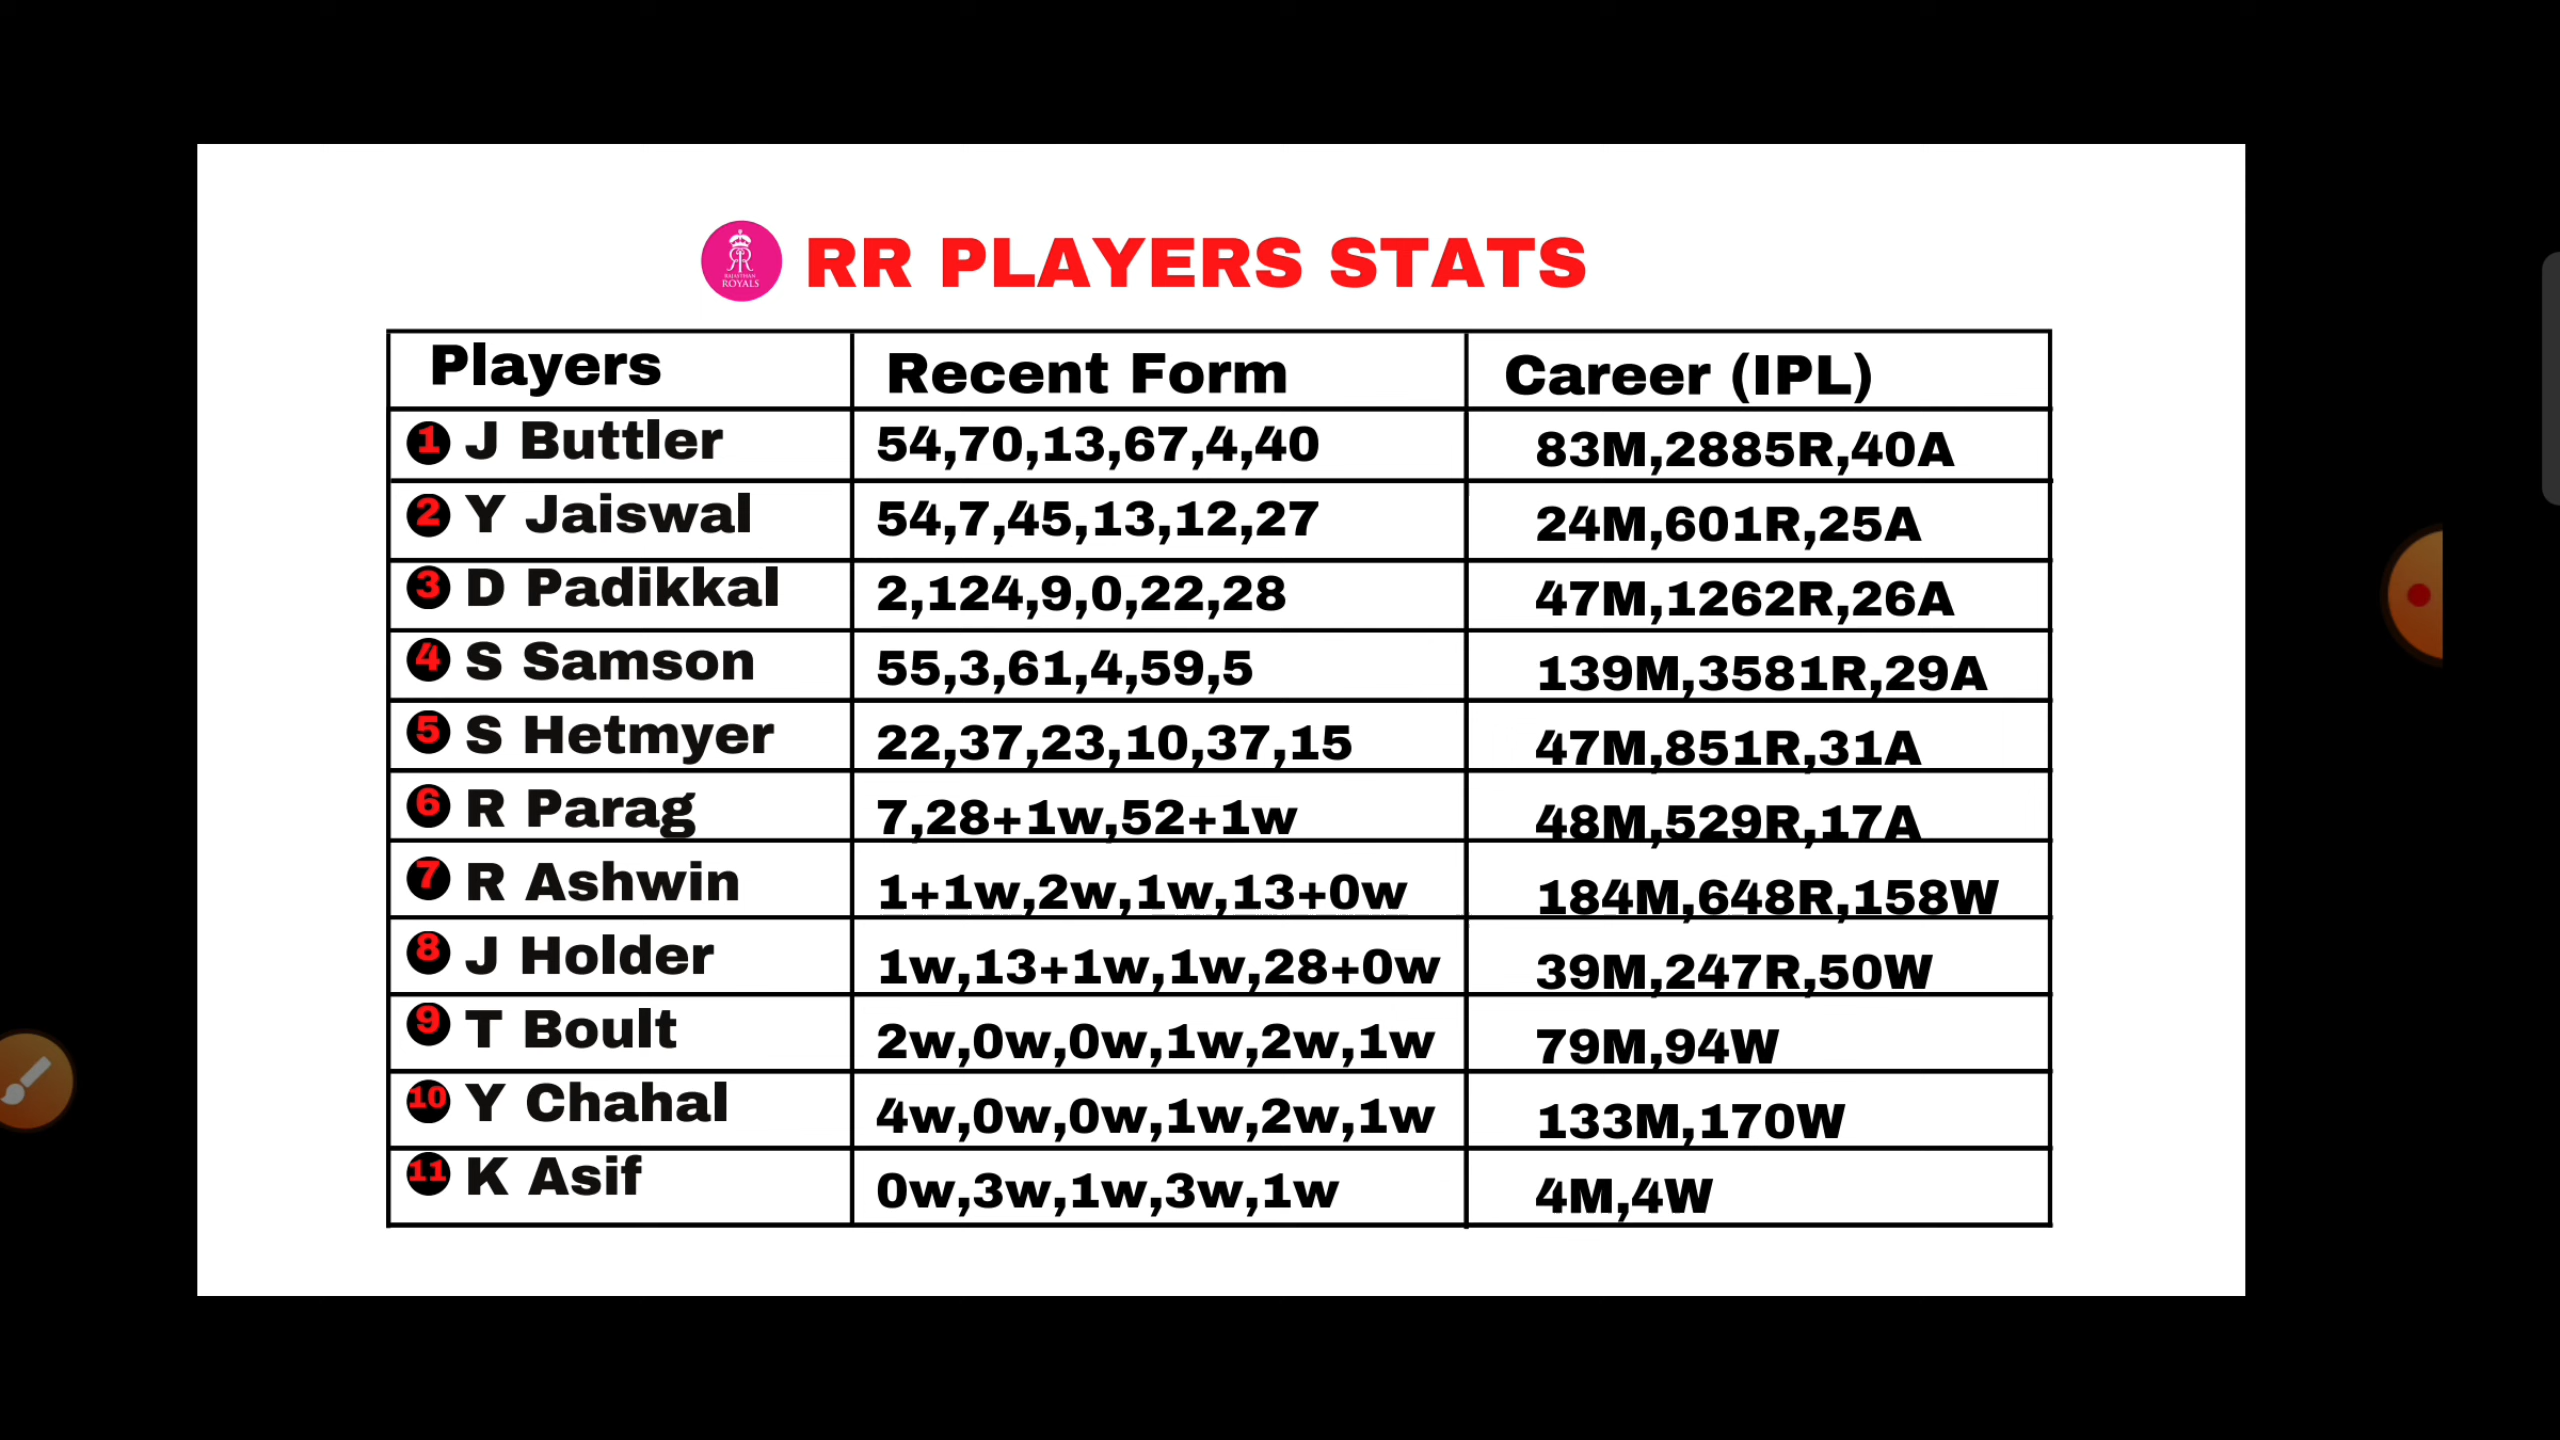 RAJASTHAN
ROYALS
RR PLAYERS STATS
Players Recent Form Career (IPL)
1 J Buttler 54,70,13,67,4,40 83M,2885R,40A
2 Y Jaiswal 54,7,45,13,12,27 24M,601R,25A
3 D Padikkal 2,124,9,0,22,28 47M,1262R,26A
4 S Samson 55,3,61,4,59,5 139M,3581R,29A
5 S Hetmyer 22,37,23,10,37,15 47M,851R,31A
6 R Parag 7,28+1w,52+1w 48M,529R,17A
7 R Ashwin 1+1w,2w,1w,13+0w 184M,648R,158W
8 J Holder 1w,13+1w,1w,28+0w 39M,247R,50W
9 T Boult 2w,0w,0w,1w,2w,1w 79M,94W
10 Y Chahal 4w,0w,0w,1w,2w,1w 133M,170W
11 K Asif 0w,3w,1w,3w,1w 4M,4W